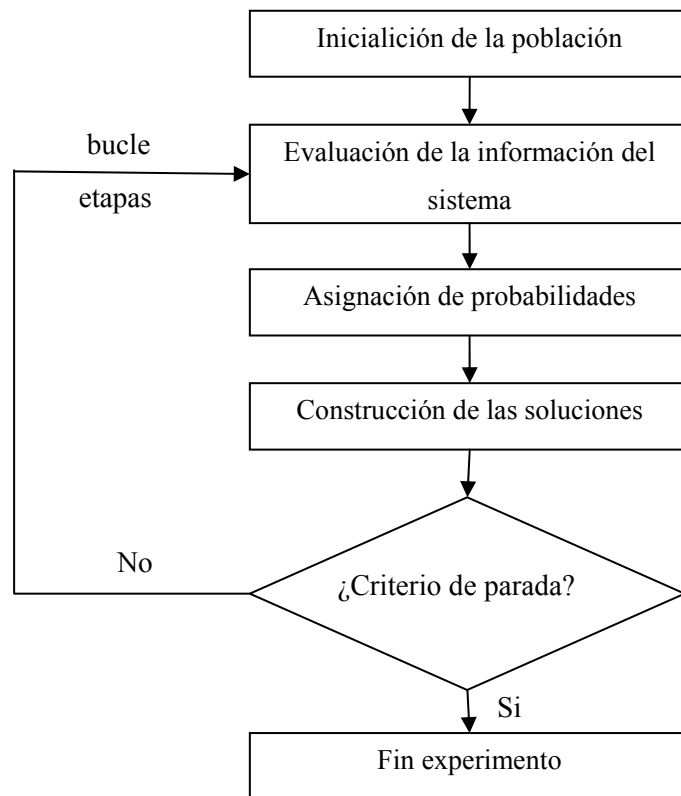 Inicialición de la población
bucle
etapas
Evaluación de la información del
sistema
Asignación de probabilidades
Construcción de las soluciones
No
¿Criterio de parada?
Si
Fin experimento